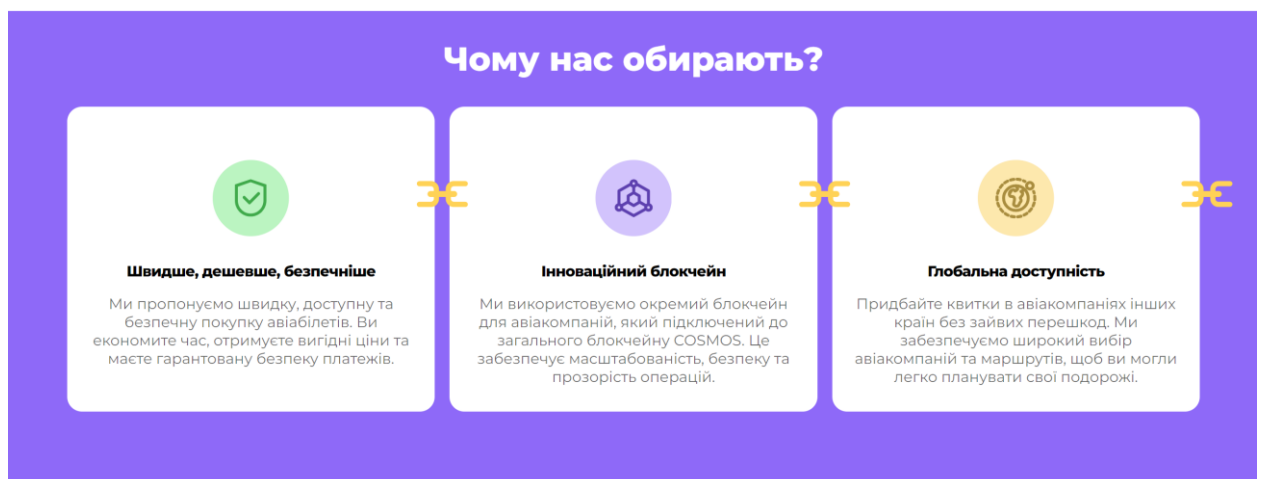 Чому нас обирають?
Швидше, дешевше, безпечніше
Ми пропонуємо швидку, доступну та
безпечну покупку авіабілетів. Ви
економите час, отримуєте вигідні ціни та
маєте гарантовану безпеку платежів.
Інноваційний блокчейн
Ми використовуємо окремий блокчейн
для авіакомпаній, який підключений до
загального блокчейну COSMOS. Це
забезпечує масштабованість, безпеку та
прозорість операцій.
Глобальна доступність
Придбайте квитки в авіакомпаніях інших
країн без зайвих перешкод. Ми
забезпечуємо широкий вибір
авіакомпаній та маршрутів, щоб ви могли
легко планувати свої подорожі.